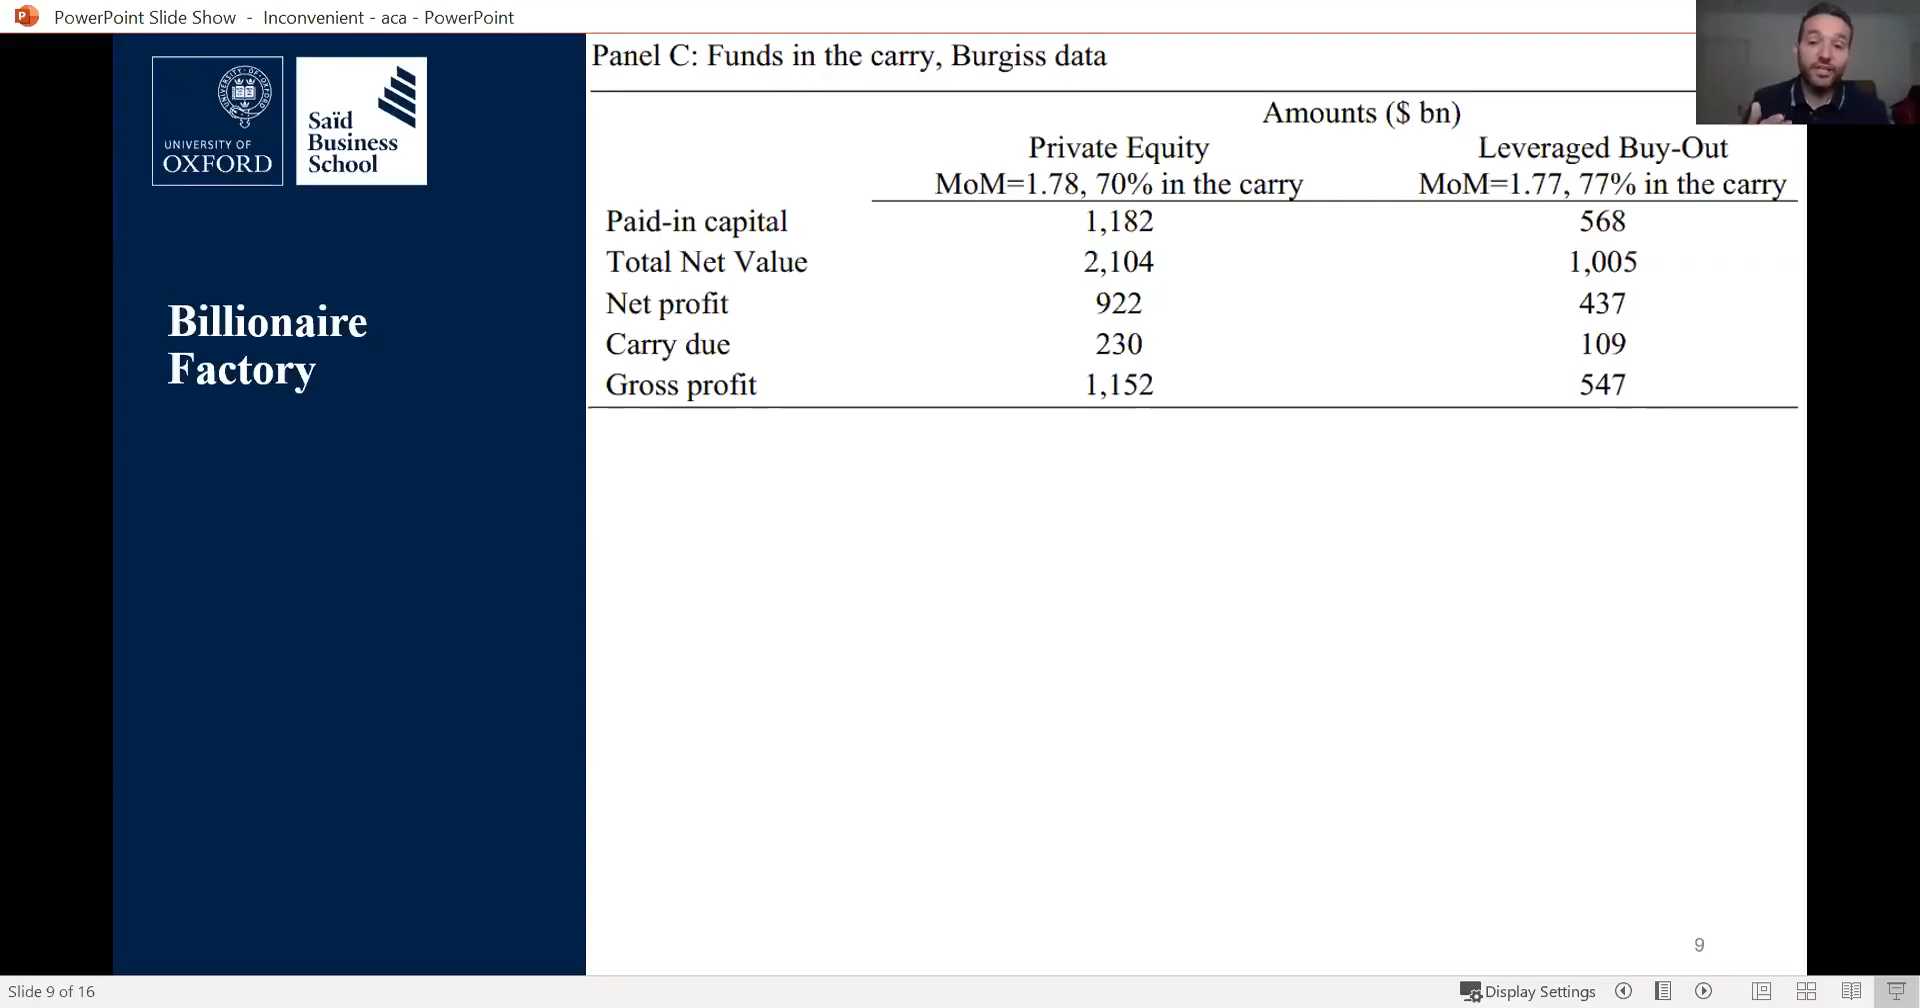 PowerPoint Slide Show - Inconvenient - aca - PowerPoint
UNIVERSITY OF
OXFORD
Saïd
Business
School
Billionaire
Factory
Panel C: Funds in the carry, Burgiss data
Amounts ($ bn)
Private Equity Leveraged Buy-Out
MoM=1.78, 70% in the carry MoM=1.77, 77% in the carry
Paid-in capital 1,182 568
Total Net Value 2,104 1,005
Net profit 922 437
Carry due 230 109
Gross profit 1,152 547
9
Slide 9 of 16
Display Settings